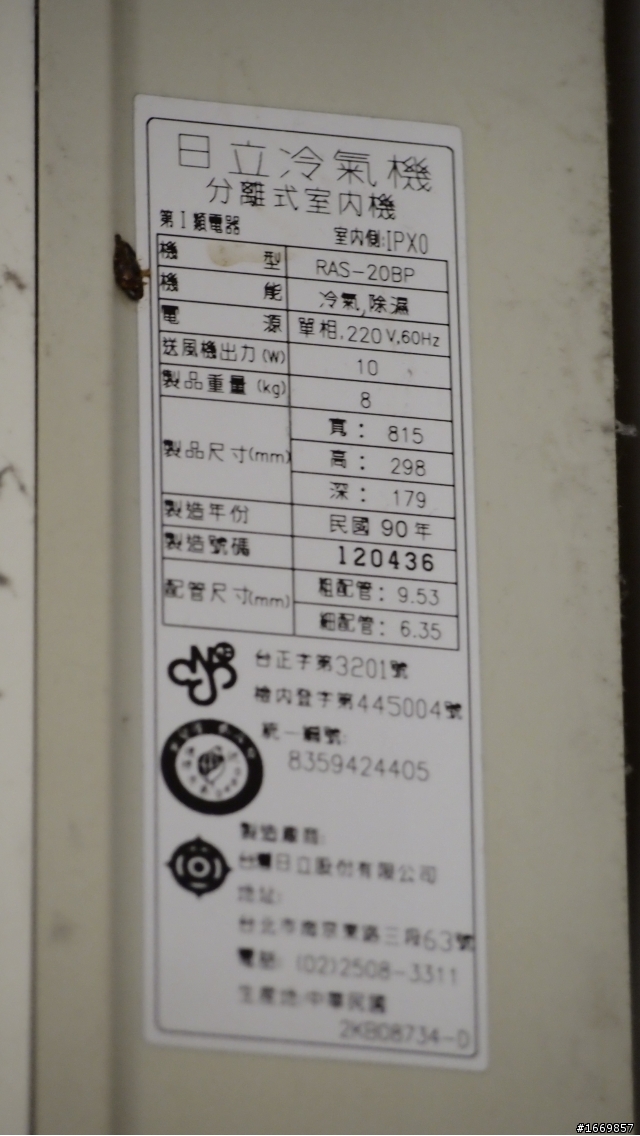 日立冷氣機
分離式室內機
第I類電器 室內側:IPX0
機型 RAS-20BP
機能 冷氣,除濕
電源 單相,220V,60Hz
送風機出力(W) 10
製品重量(kg) 8
製品尺寸(mm) 寬:815
高:298
深:179
製造年份 民國90年
製造號碼 120436
配管尺寸(mm) 粗配管:9.53
細配管:6.35
台正字第3201號
檢內登字第445004號
統一編號:
8359424405
製造廠商:
台灣日立股份有限公司
地址:
台北市南京東路三段63號
電話:(02)2508-3311
生產地:中華民國
2KB08734-D
#1669857